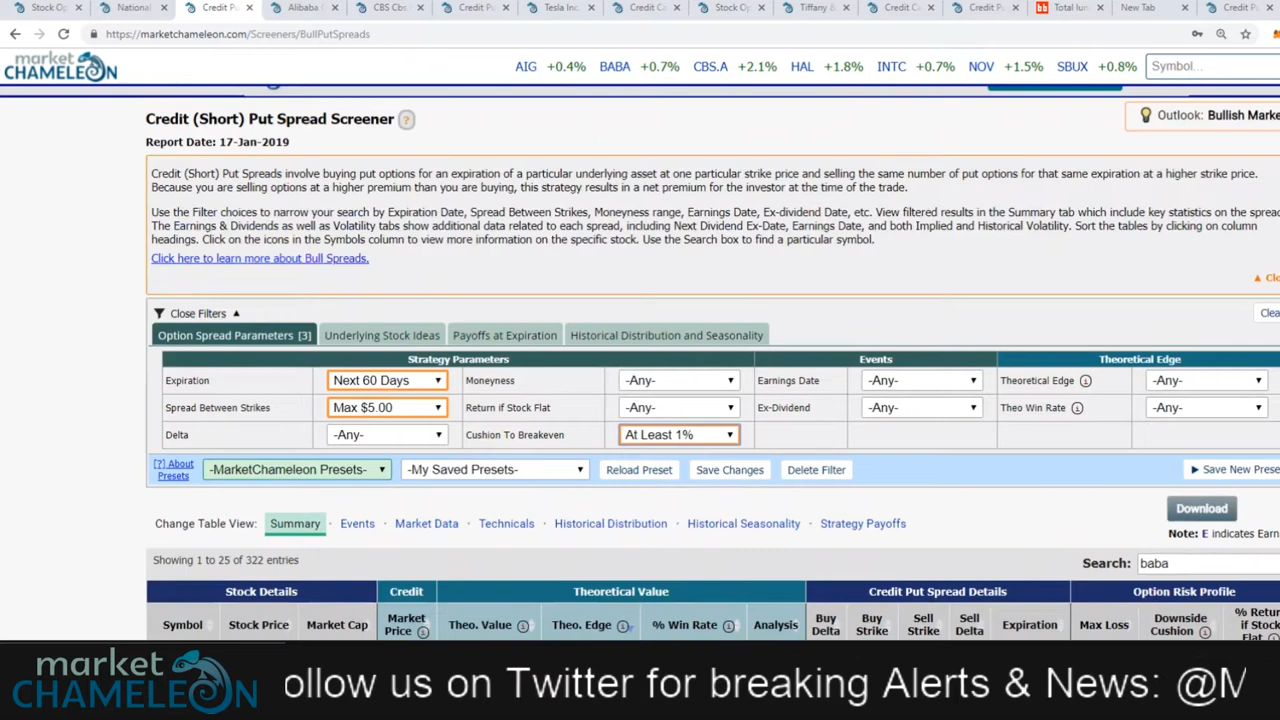 Stock Op
National
Credit Pu
Alibaba
CBS Cbs
Credit Pu
Tesla Inc.
Credit Ca
Stock Op
Tiffany &
Credit Ca
Credit Pu
Total lun
New Tab
Credit Pu
https://marketchameleon.com/Screeners/BullPutSpreads
market CHAMELEON
AIG +0.4% BABA +0.7% CBS.A +2.1% HAL +1.8% INTC +0.7% NOV +1.5% SBUX +0.8% Symbol...
Credit (Short) Put Spread Screener ?
Outlook: Bullish Marke
Report Date: 17-Jan-2019
Credit (Short) Put Spreads involve buying put options for an expiration of a particular underlying asset at one particular strike price and selling the same number of put options for that same expiration at a higher strike price.
Because you are selling options at a higher premium than you are buying, this strategy results in a net premium for the investor at the time of the trade.
Use the Filter choices to narrow your search by Expiration Date, Spread Between Strikes, Moneyness range, Earnings Date, Ex-dividend Date, etc. View filtered results in the Summary tab which include key statistics on the sprea
The Earnings & Dividends as well as Volatility tabs show additional data related to each spread, including Next Dividend Ex-Date, Earnings Date, and both Implied and Historical Volatility. Sort the tables by clicking on column
headings. Click on the icons in the Symbols column to view more information on the specific stock. Use the Search box to find a particular symbol.
Click here to learn more about Bull Spreads.
▲ Clo
Close Filters ▲
Clea
Option Spread Parameters [3] Underlying Stock Ideas Payoffs at Expiration Historical Distribution and Seasonality
Strategy Parameters Events Theoretical Edge
Expiration Next 60 Days Moneyness -Any- Earnings Date -Any- Theoretical Edge -Any-
Spread Between Strikes Max $5.00 Return if Stock Flat -Any- Ex-Dividend -Any- Theo Win Rate -Any-
Delta -Any- Cushion To Breakeven At Least 1%
[?] About Presets -MarketChameleon Presets- -My Saved Presets- Reload Preset Save Changes Delete Filter ► Save New Prese
Change Table View: Summary · Events · Market Data · Technicals · Historical Distribution · Historical Seasonality · Strategy Payoffs
Download
Note: E indicates Earn
Showing 1 to 25 of 322 entries
Search: baba
Stock Details Credit Theoretical Value Credit Put Spread Details Option Risk Profile
Symbol Stock Price Market Cap Market Price Theo. Value Theo. Edge % Win Rate Analysis Buy Delta Buy Strike Sell Strike Sell Delta Expiration Max Loss Downside Cushion % Return if Stock Flat
market CHAMELEON
ollow us on Twitter for breaking Alerts & News: @M